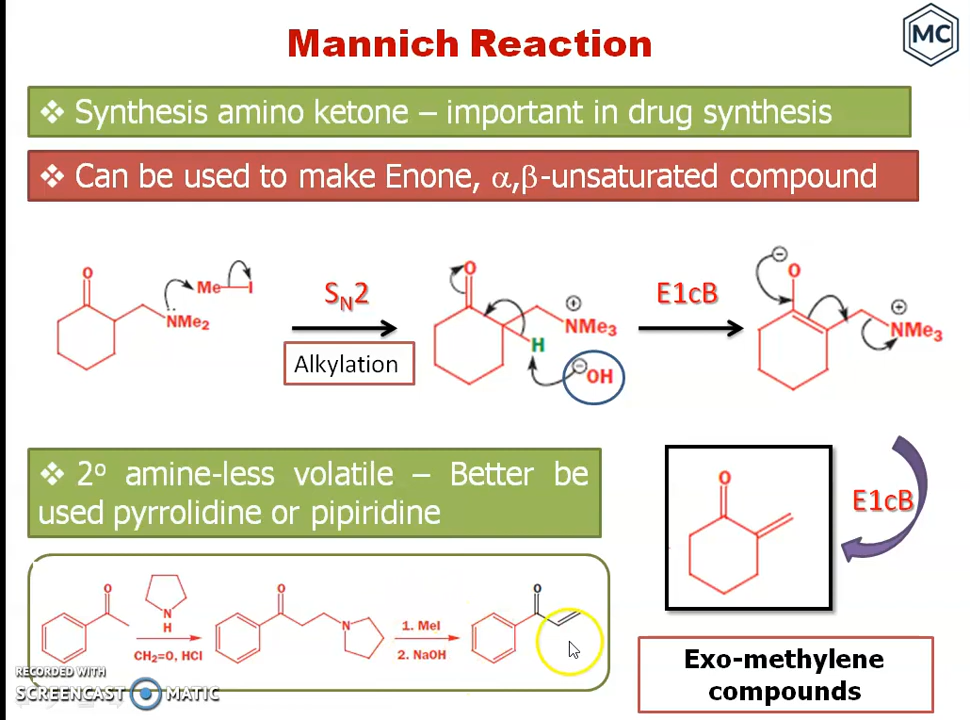 Mannich Reaction
MC
❖ Synthesis amino ketone – important in drug synthesis
❖ Can be used to make Enone, α,β-unsaturated compound
O
NMe₂
Me
I
S_N2
Alkylation
O
⊕
NMe3
H
⊖
OH
E1cB
⊖
O
⊕
NMe3
❖ 2º amine-less volatile – Better be
used pyrrolidine or pipiridine
O
E1cB
O
N
H
CH₂=O, HCl
O
N
1. MeI
2. NaOH
O
Exo-methylene
compounds
RECORDED WITH
SCREENCAST MATIC